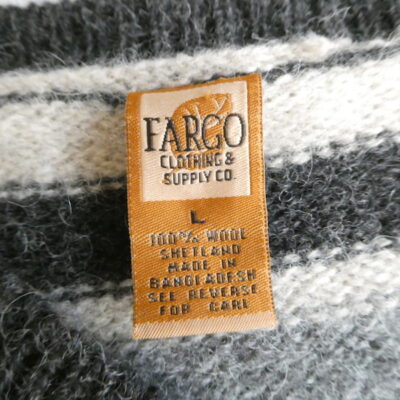 FARGO
CLOTHING &
SUPPLY CO.
L
100% WOOL
SHETLAND
MADE IN
BANGLADESH
SEE REVERSE
FOR CARE